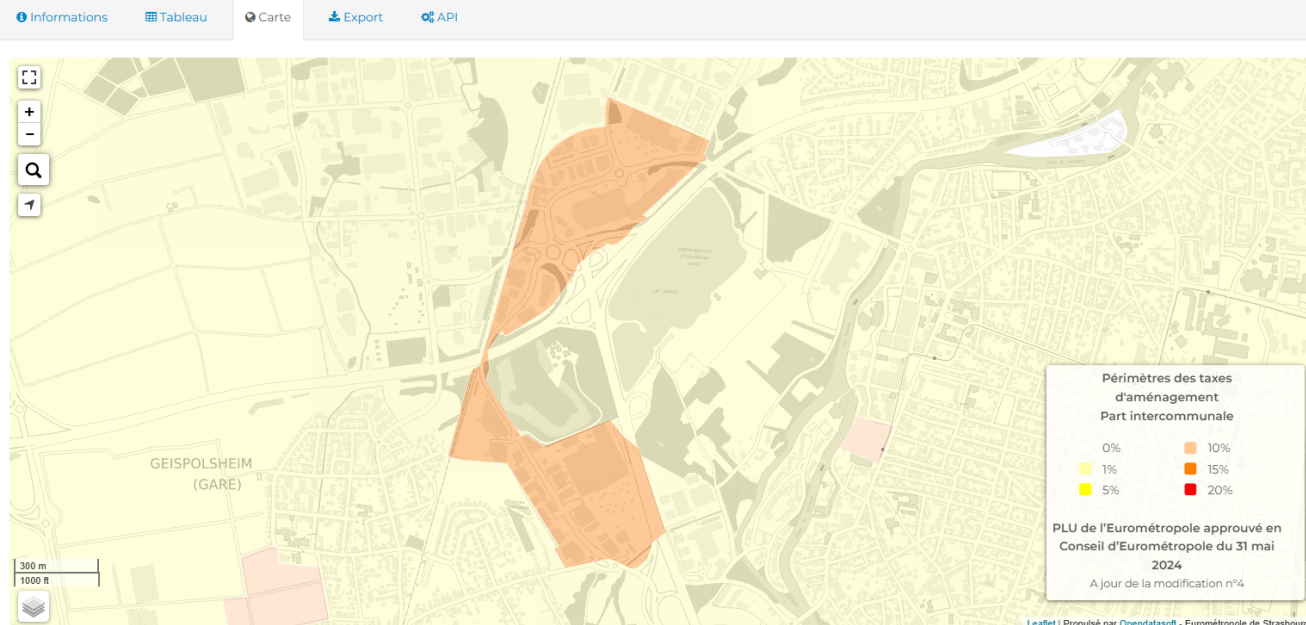 Informations
Tableau
Carte
Export
API
+
−
GEISPOLSHEIM
(GARE)
Périmètres des taxes
d'aménagement
Part intercommunale
0%
10%
1%
15%
5%
20%
PLU de l'Eurométropole approuvé en
Conseil d'Eurométropole du 31 mai
2024
A jour de la modification n°4
300 m
1000 ft
Leaflet | Propulsé par Opendatasoft - Eurométropole de Strasbourg